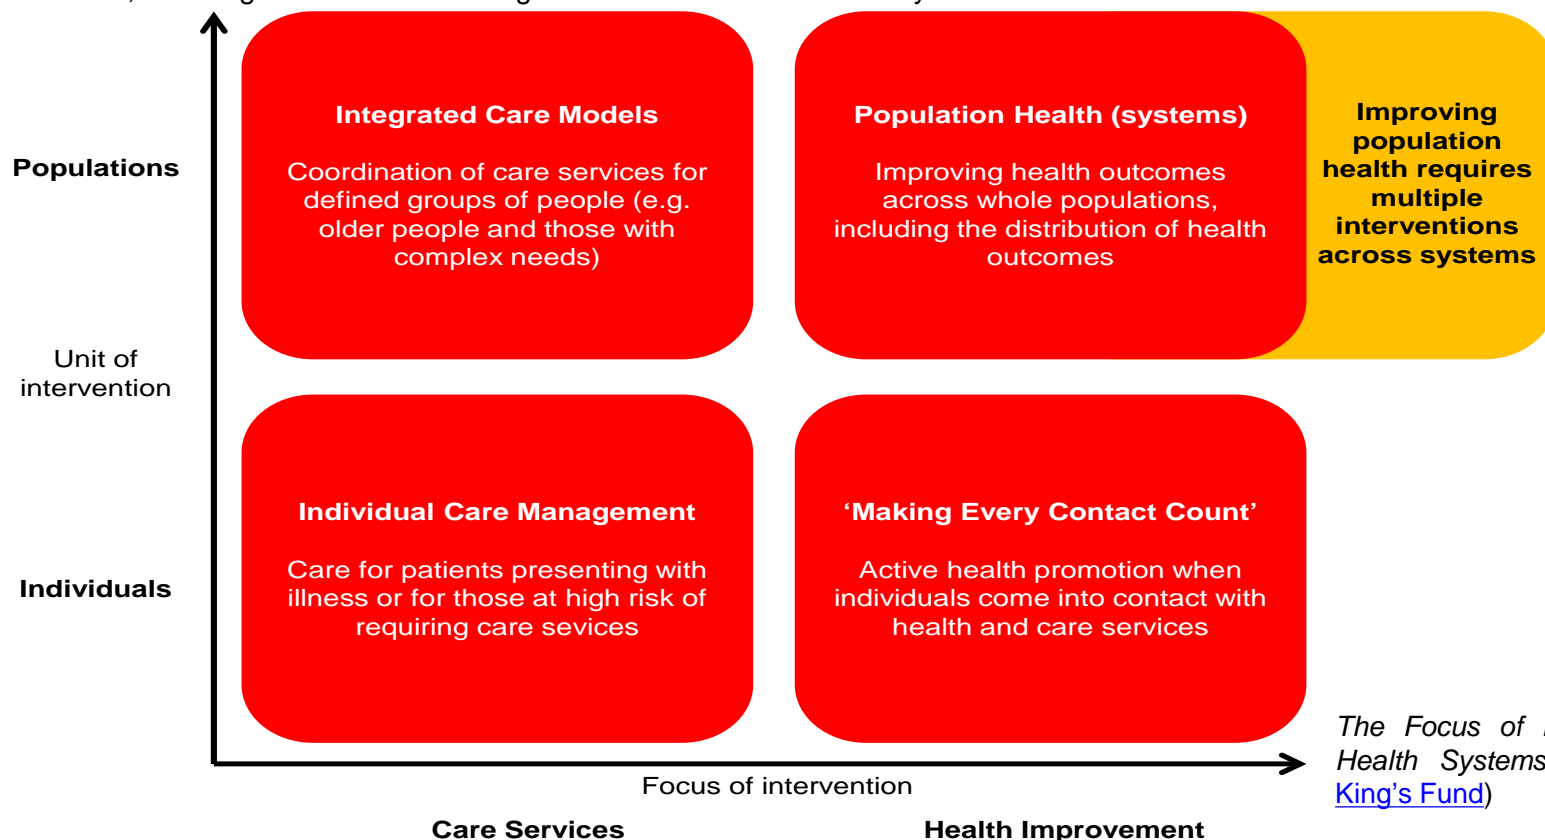 Populations
Unit of
intervention
Individuals
Integrated Care Models
Coordination of care services for
defined groups of people (e.g.
older people and those with
complex needs)
Population Health (systems)
Improving health outcomes
across whole populations,
including the distribution of health
outcomes
Improving
population
health requires
multiple
interventions
across systems
Individual Care Management
Care for patients presenting with
illness or for those at high risk of
requiring care sevices
‘Making Every Contact Count’
Active health promotion when
individuals come into contact with
health and care services
The Focus of
Health Systems
King’s Fund)
Focus of intervention
Care Services
Health Improvement